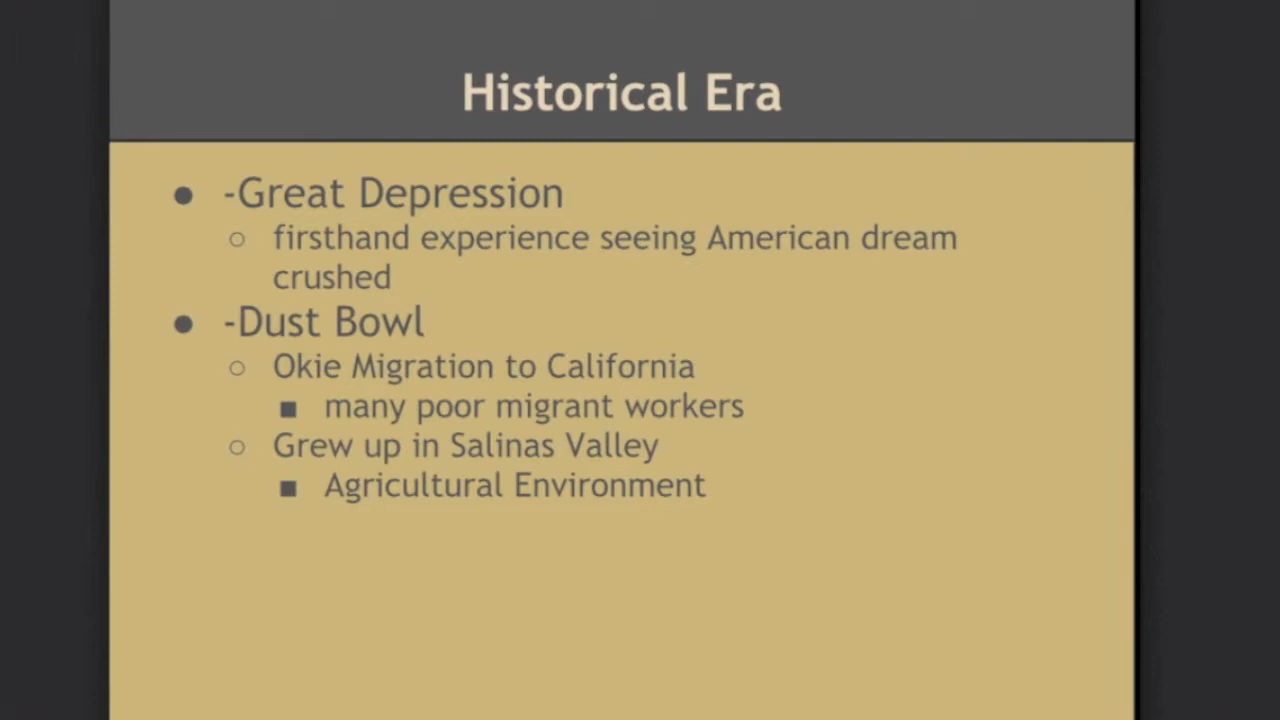 Historical Era
● -Great Depression
○ firsthand experience seeing American dream
crushed
● -Dust Bowl
○ Okie Migration to California
■ many poor migrant workers
○ Grew up in Salinas Valley
■ Agricultural Environment